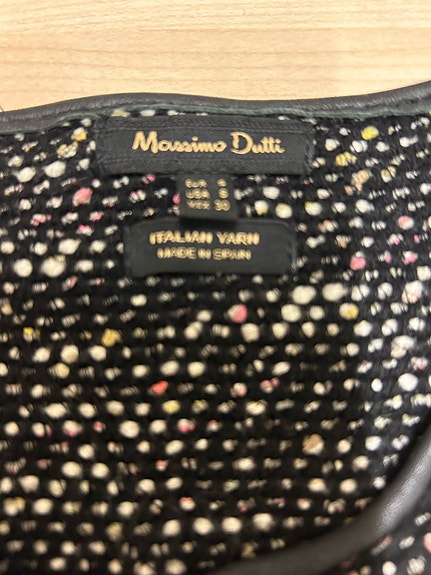 Massimo Dutti
EUR S
USA S
MEX 30
ITALIAN YARN
MADE IN SPAIN